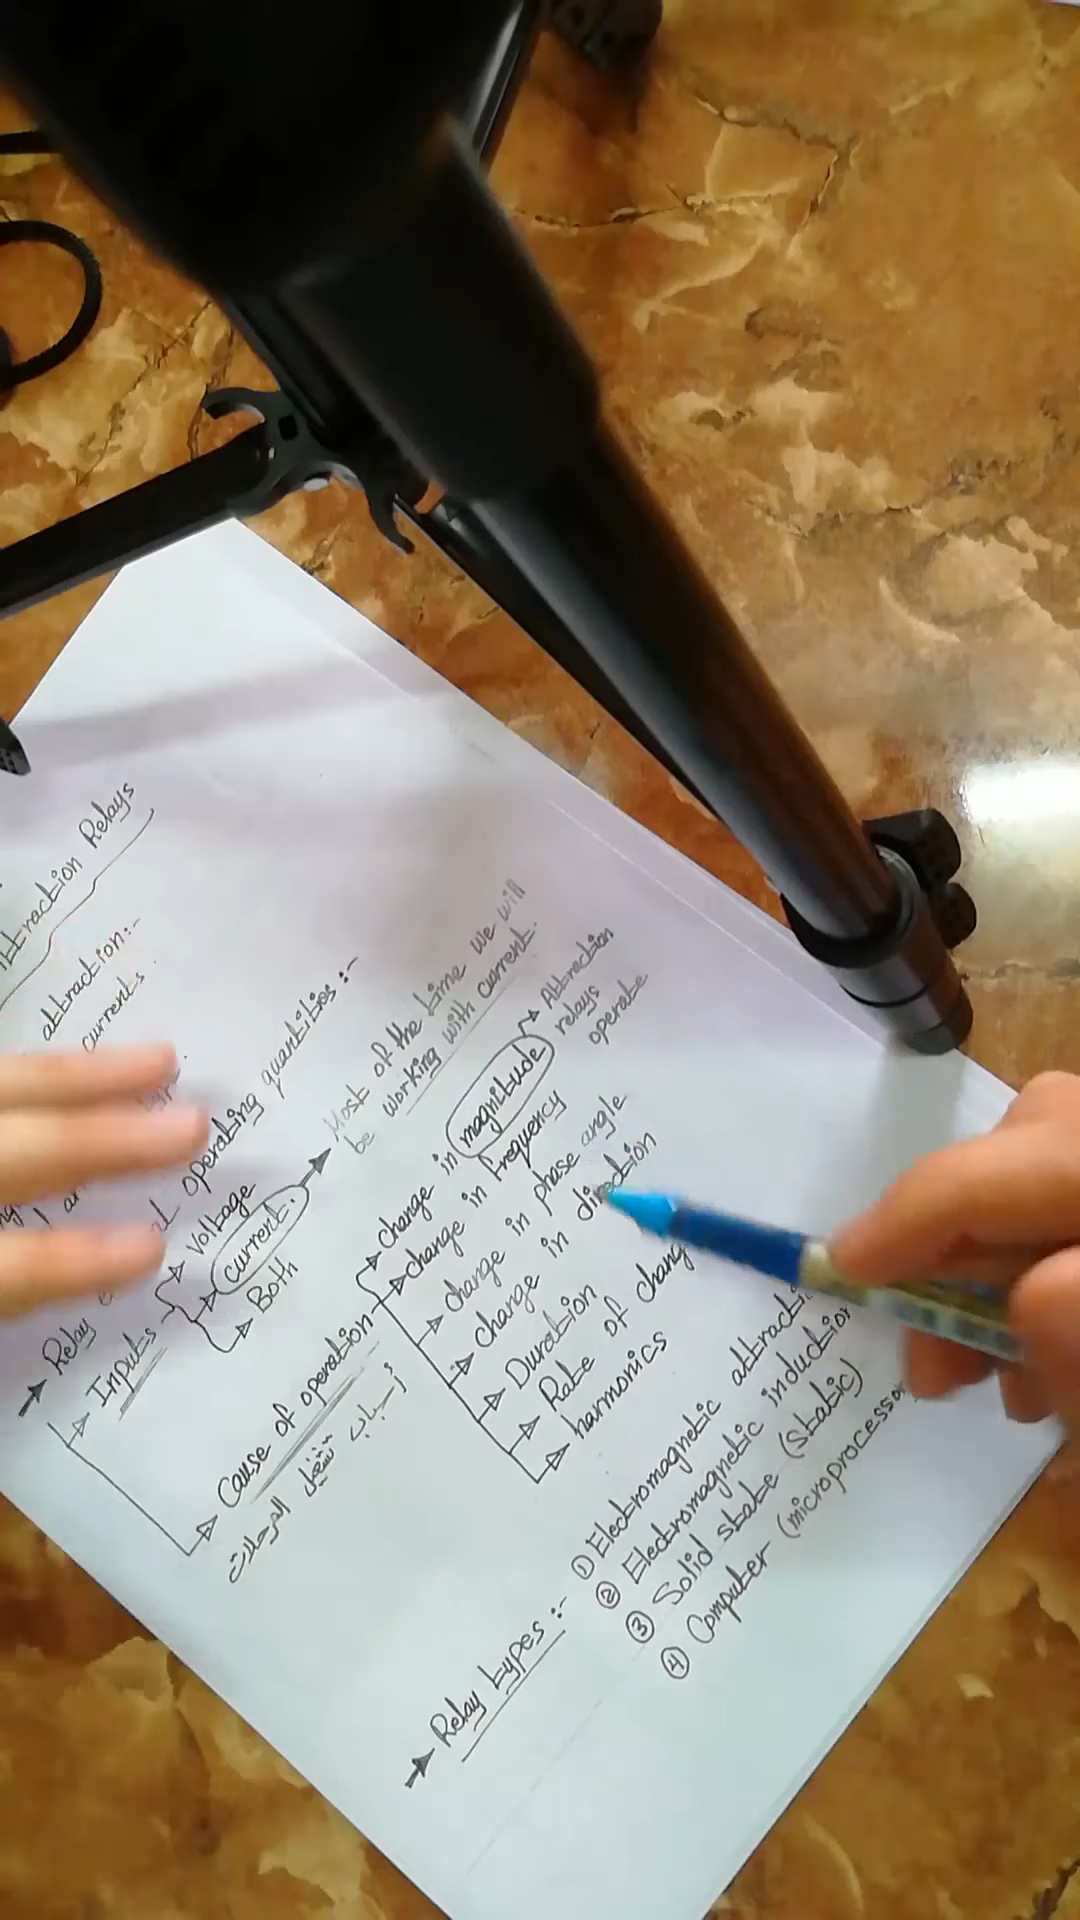 attraction Relays
attraction:-
currents.
→ Relay operating quantities :-
Inputs
Voltage
current.
Both
Most of the time we will
be working with current.
Cause of operation
أسباب تشغيل المرحلات
change in magnitude
Attraction
relays
operate
change in frequency
change in phase angle
change in direction
Duration
Rate of change
harmonics
→ Relay types :-
① Electromagnetic
② Electromagnetic induction
③ Solid state (static)
④ Computer (microprocessor